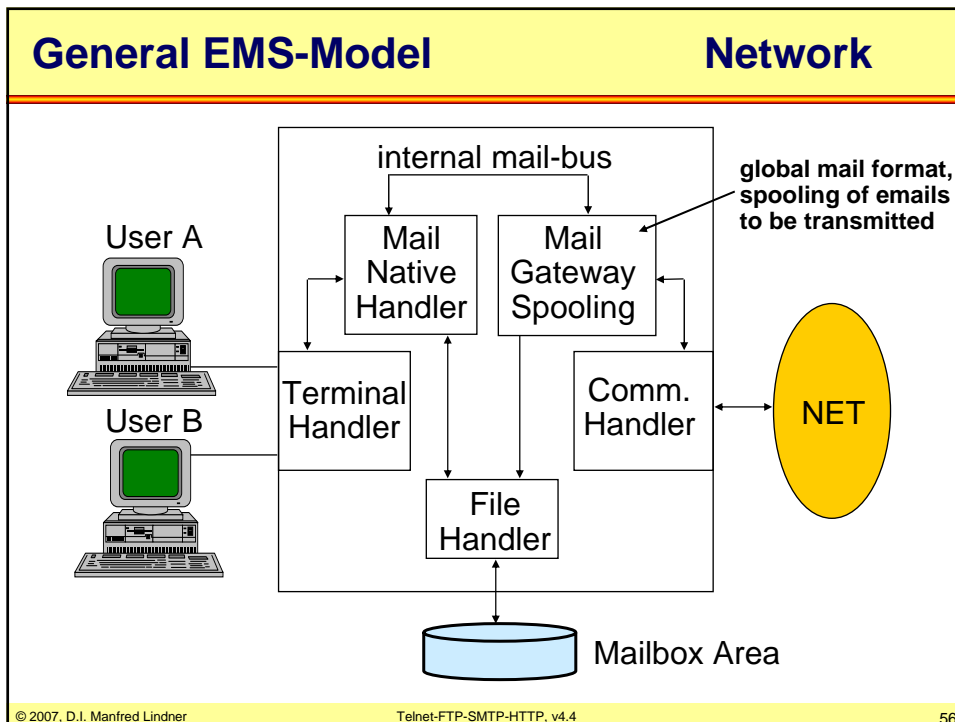 General EMS-Model
Network
internal mail-bus
global mail format,
spooling of emails
to be transmitted
User A
Mail
Native
Handler
Mail
Gateway
Spooling
Terminal
Handler
Comm.
Handler
NET
User B
File
Handler
Mailbox Area
© 2007, D.I. Manfred Lindner
Telnet-FTP-SMTP-HTTP, v4.4
56